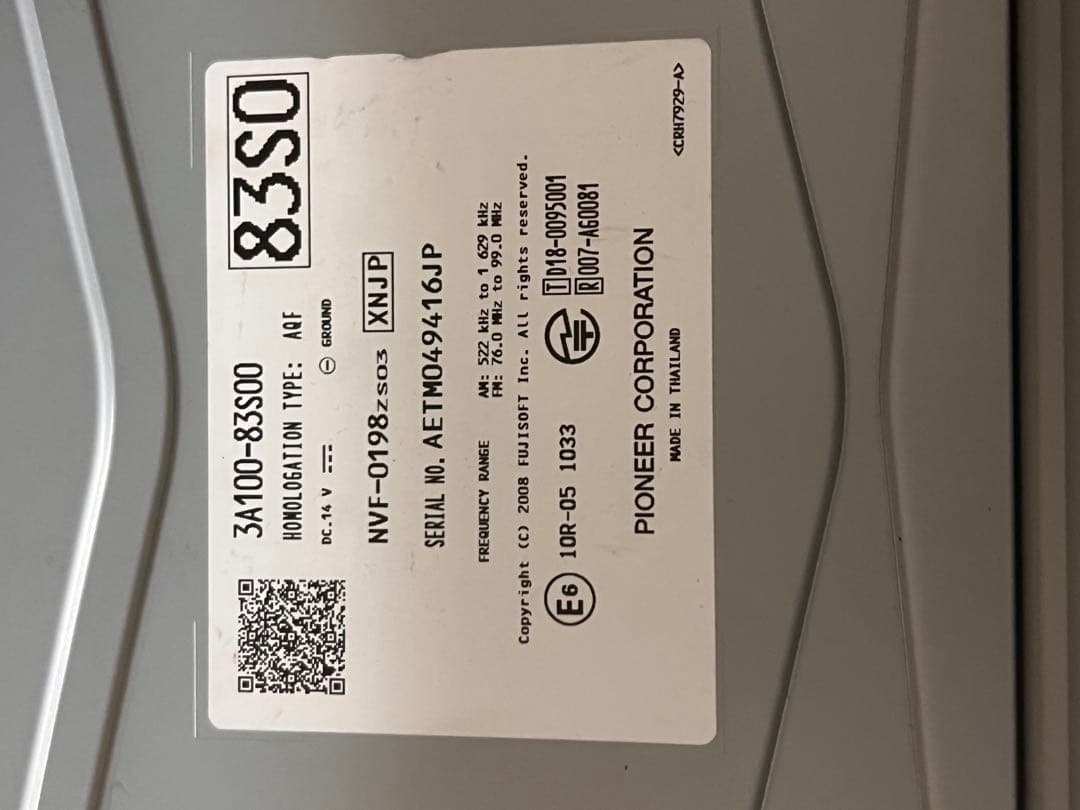 3A100-83S00
83S0
HOMOLOGATION TYPE: AQF
DC.14 V ⊖ GROUND
NVF-0198ZS03 XNJP
SERIAL NO. AETM049416JP
FREQUENCY RANGE AM: 522 kHz to 1 629 kHz
FM: 76.0 MHz to 99.0 MHz
Copyright (C) 2008 FUJISOFT Inc. All rights reserved.
E6 10R-05 1033
T D18-0095001
R 007-AG0081
PIONEER CORPORATION
MADE IN THAILAND
<CRH7929-A>